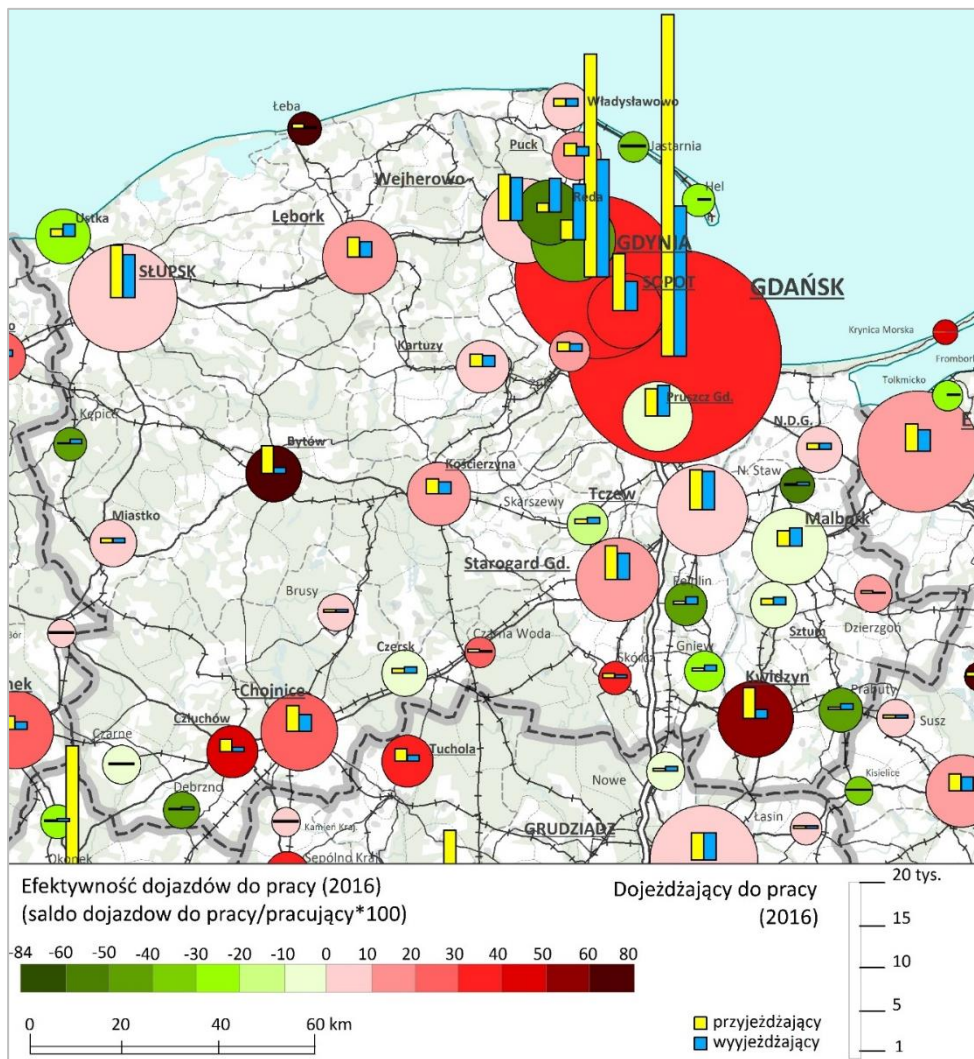 Łeba
Władysławowo
Puck
Jastarnia
Wejherowo
Hel
Reda
Ustka
Lębork
GDYNIA
SŁUPSK
SOPOT
GDAŃSK
Krynica Morska
Kartuzy
Frombork
Tolkmicko
Kępice
Pruszcz Gd.
N.D.G.
E
Bytów
Kościerzyna
N. Staw
Skarszewy
Tczew
Miastko
Malbork
Starogard Gd.
Pelplin
Brusy
Sztum
Dzierzgoń
Czarna Woda
Czersk
Skórcz
Gniew
nek
Chojnice
Kwidzyn
Prabuty
Człuchów
Susz
Czarne
Tuchola
Nowe
Debrzno
Kisielice
Kamień Kraj.
GRUDZIĄDZ
Łasin
Okonek
Sępólno Kraj.
Efektywność dojazdów do pracy (2016)
(saldo dojazdow do pracy/pracujący*100)
Dojeżdżający do pracy
(2016)
20 tys.
15
10
5
1
-84 -60 -50 -40 -30 -20 -10 0 10 20 30 40 50 60 80
0 20 40 60 km
przyjeżdżający
wyyjeżdżający